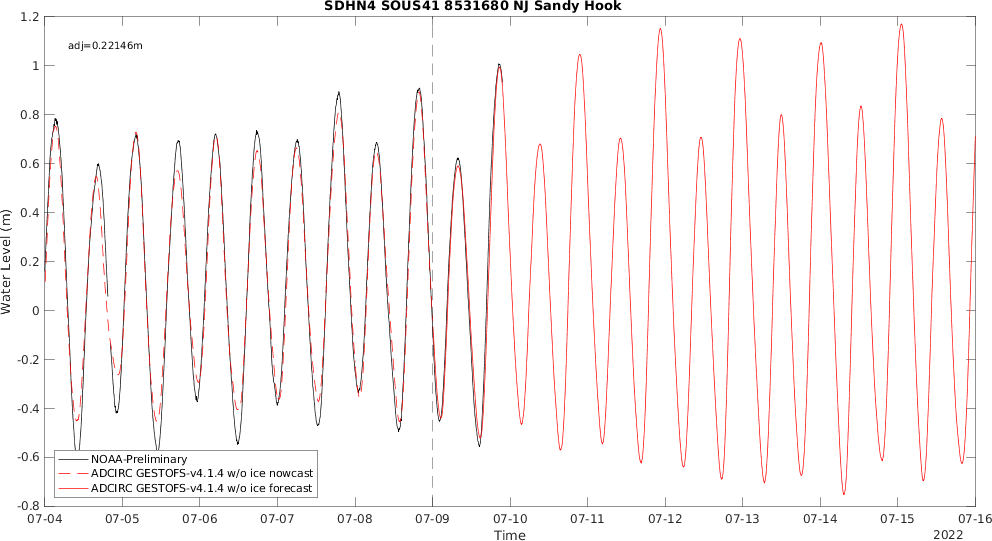 SDHN4 SOUS41 8531680 NJ Sandy Hook
adj=0.22146m
1.2
1
0.8
0.6
0.4
0.2
0
-0.2
-0.4
-0.6
-0.8
Water Level (m)
NOAA-Preliminary
ADCIRC GESTOFS-v4.1.4 w/o ice nowcast
ADCIRC GESTOFS-v4.1.4 w/o ice forecast
07-04 07-05 07-06 07-07 07-08 07-09 07-10 07-11 07-12 07-13 07-14 07-15 07-16
Time
2022